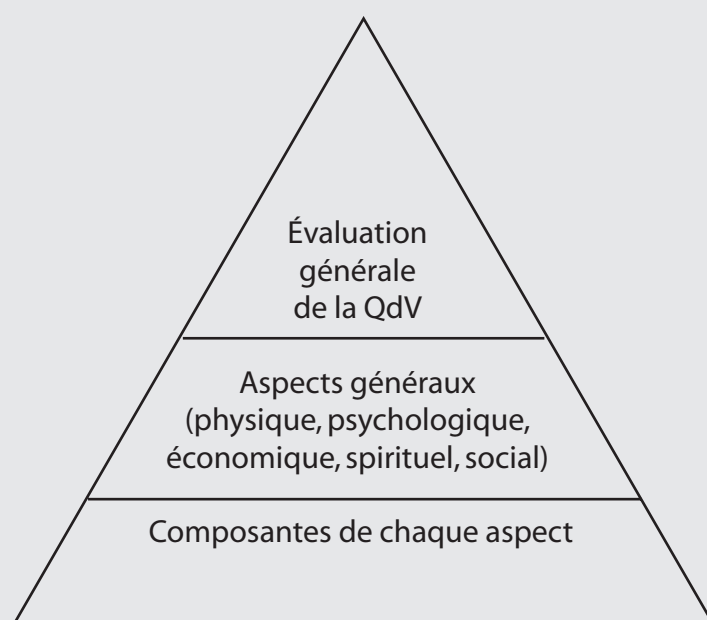 Évaluation
générale
de la QdV
Aspects généraux
(physique, psychologique,
économique, spirituel, social)
Composantes de chaque aspect